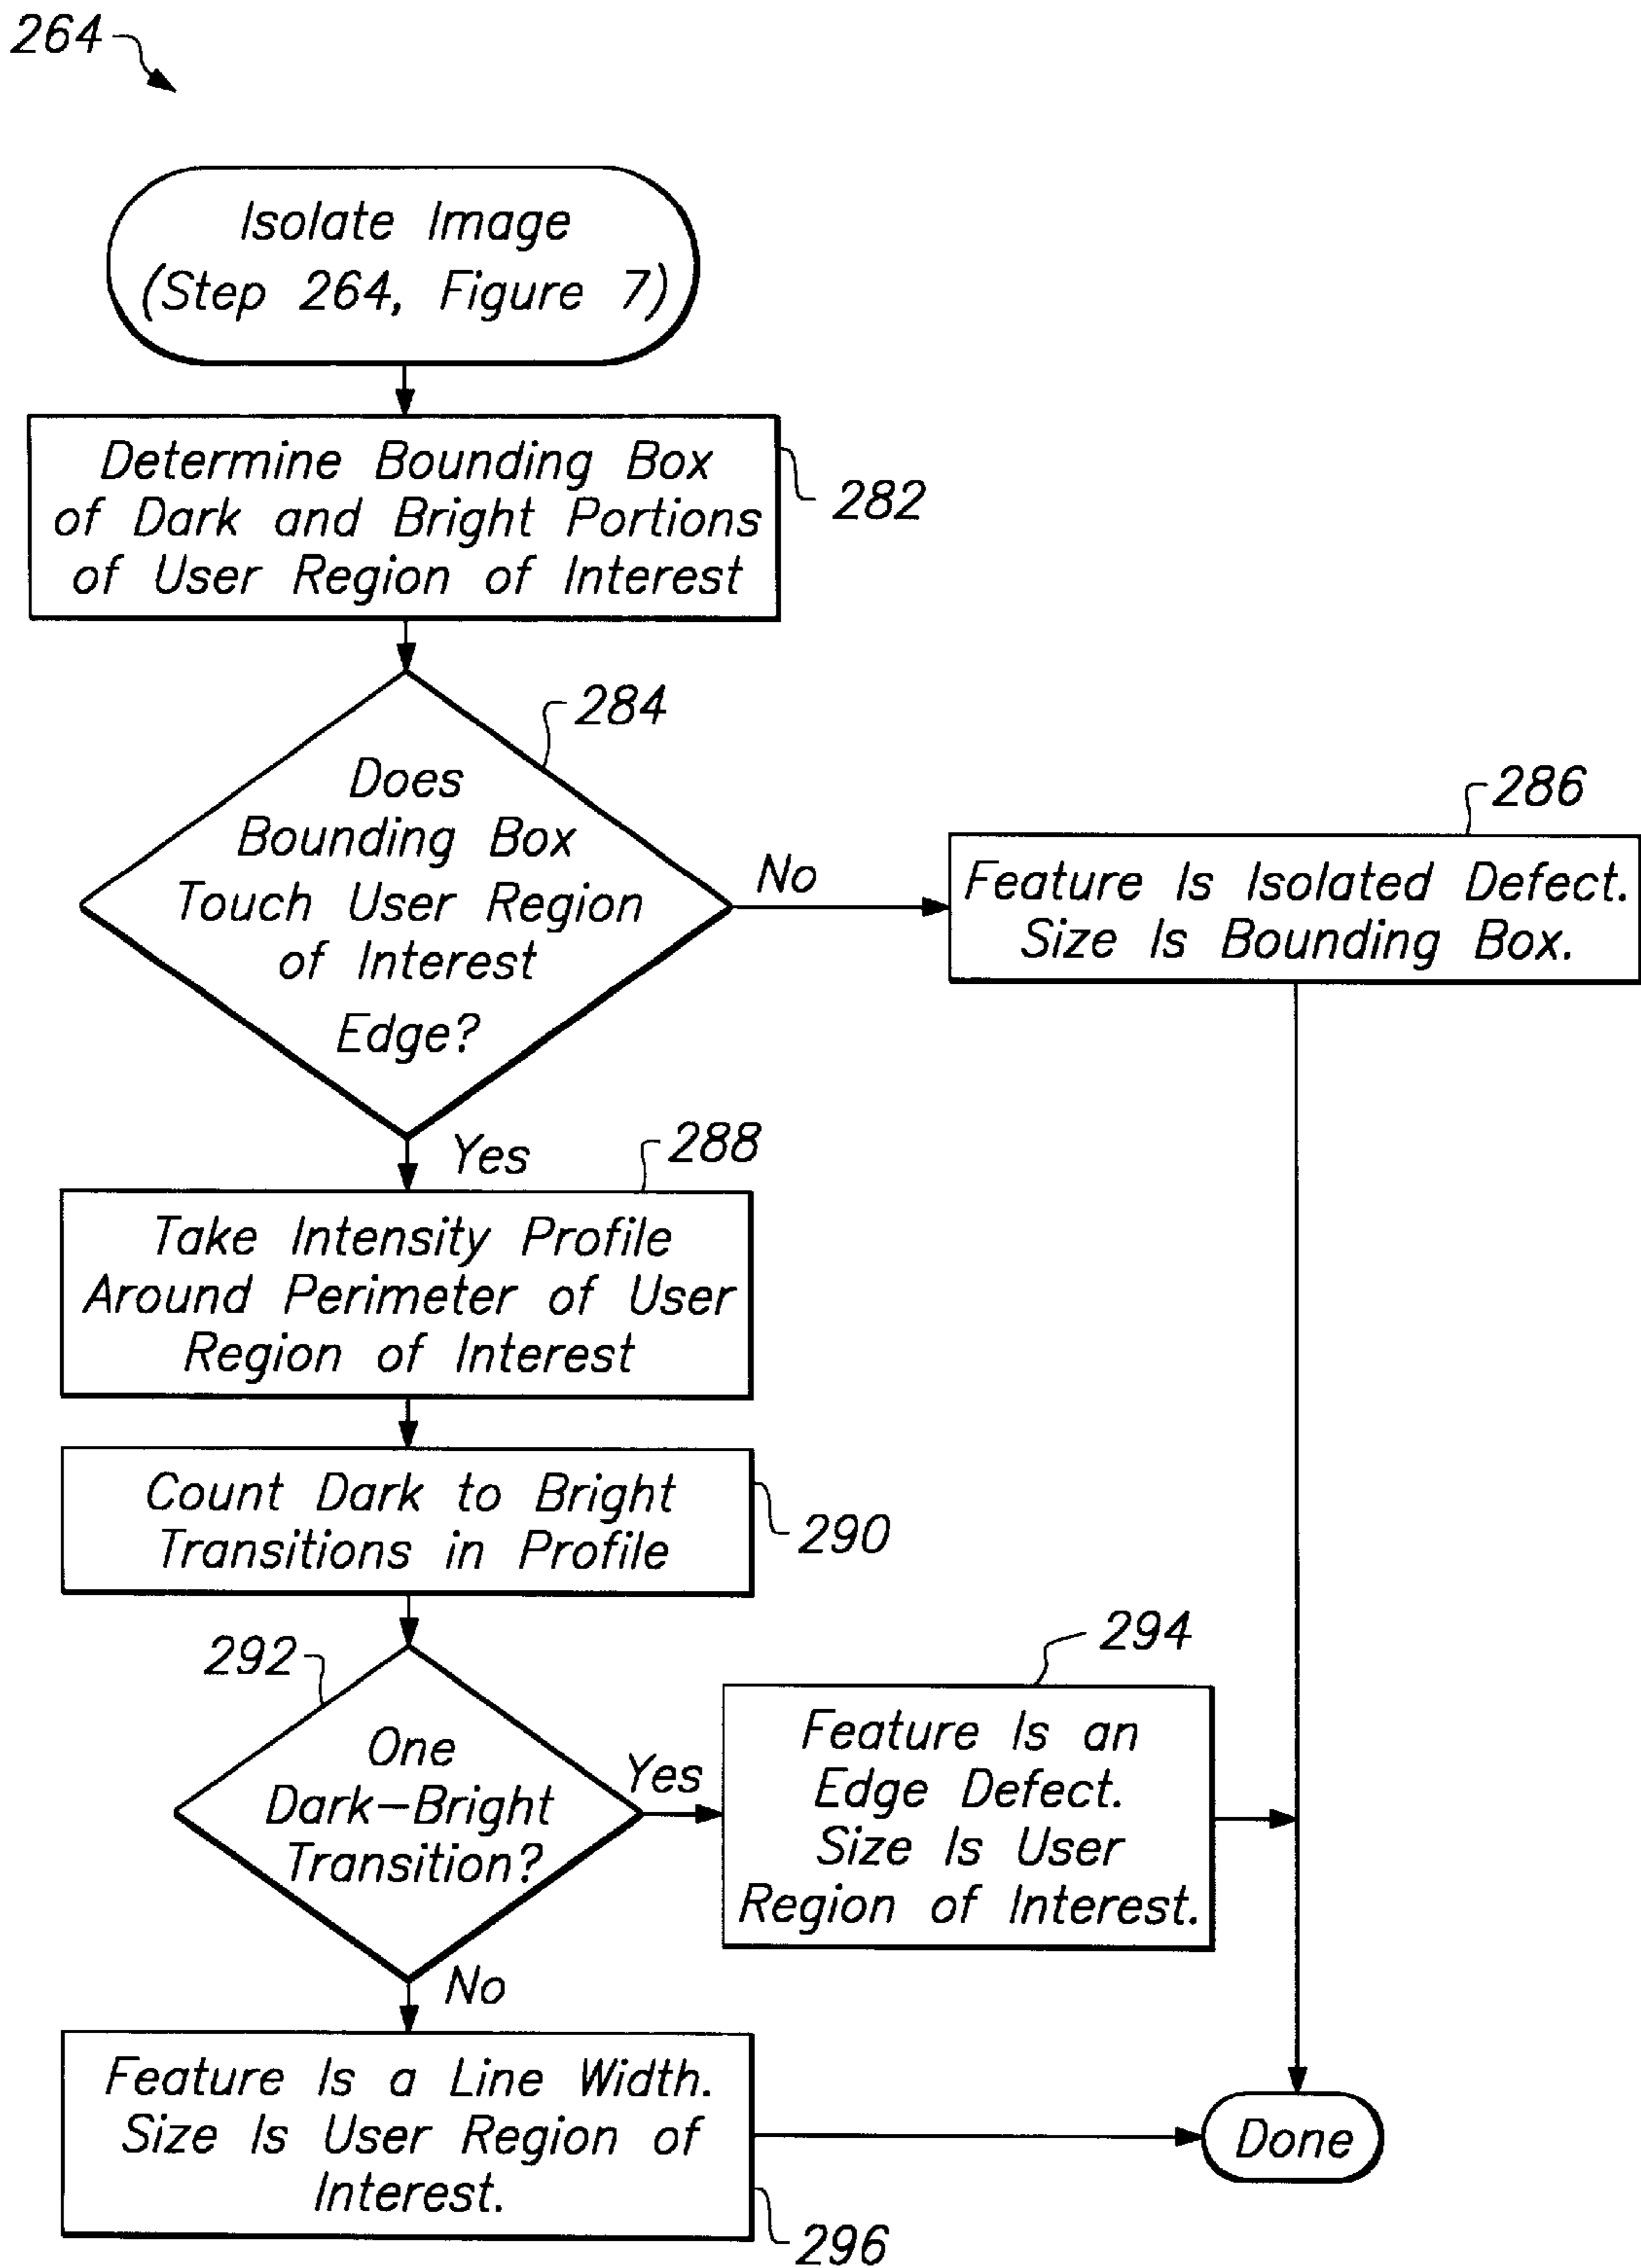 264
Isolate Image
(Step 264, Figure 7)
Determine Bounding Box
of Dark and Bright Portions
of User Region of Interest
282
284
Does
Bounding Box
Touch User Region
of Interest
Edge?
No
286
Feature Is Isolated Defect.
Size Is Bounding Box.
Yes
288
Take Intensity Profile
Around Perimeter of User
Region of Interest
Count Dark to Bright
Transitions in Profile
290
292
One
Dark-Bright
Transition?
Yes
294
Feature Is an
Edge Defect.
Size Is User
Region of Interest.
No
Feature Is a Line Width.
Size Is User Region of
Interest.
296
Done